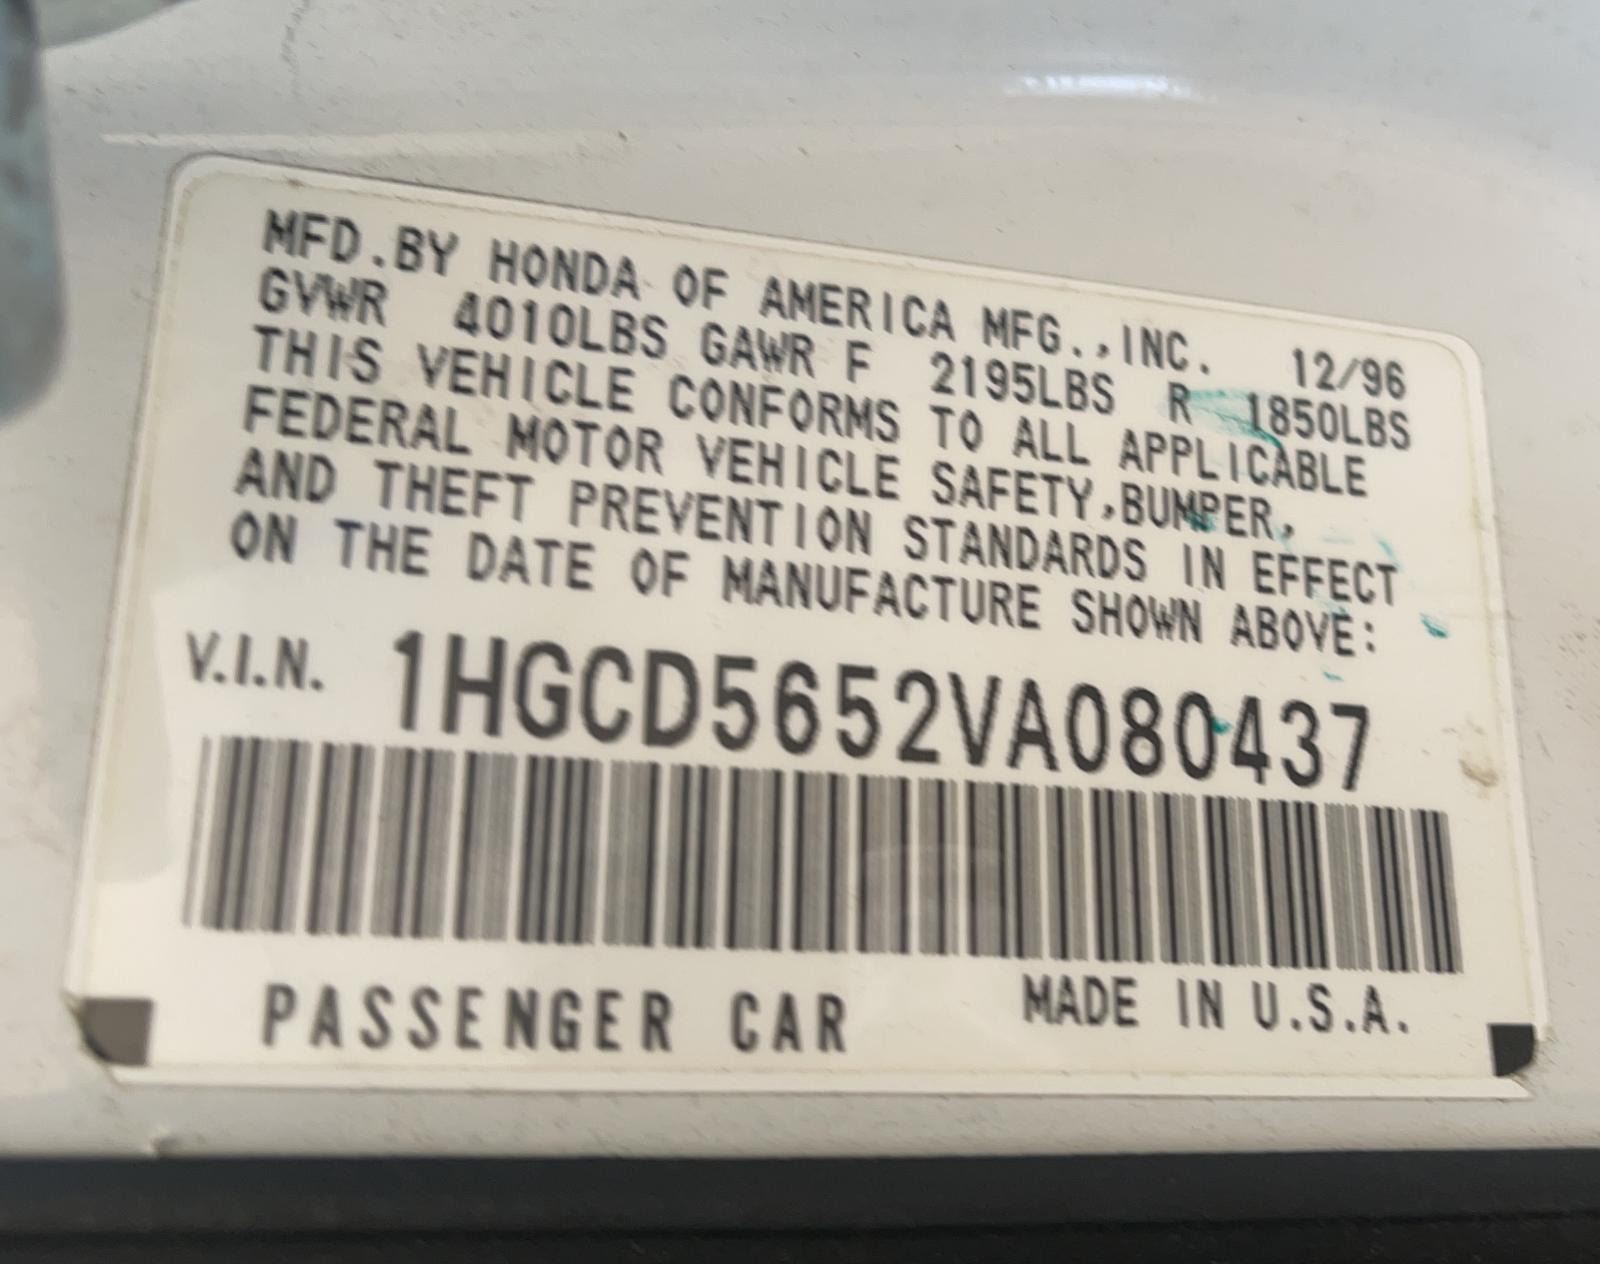 MFD.BY HONDA OF AMERICA MFG.,INC. 12/96
GVWR 4010LBS GAWR F 2195LBS R 1850LBS
THIS VEHICLE CONFORMS TO ALL APPLICABLE
FEDERAL MOTOR VEHICLE SAFETY,BUMPER,
AND THEFT PREVENTION STANDARDS IN EFFECT
ON THE DATE OF MANUFACTURE SHOWN ABOVE:
V.I.N. 1HGCD5652VA080437
PASSENGER CAR MADE IN U.S.A.